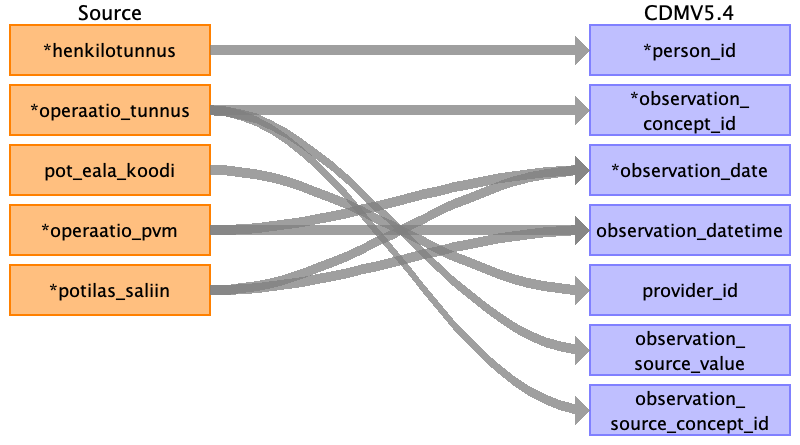 Source
CDMV5.4
*henkilotunnus
*person_id
*operaatio_tunnus
*observation_
concept_id
pot_eala_koodi
*observation_date
*operaatio_pvm
observation_datetime
*potilas_saliin
provider_id
observation_
source_value
observation_
source_concept_id